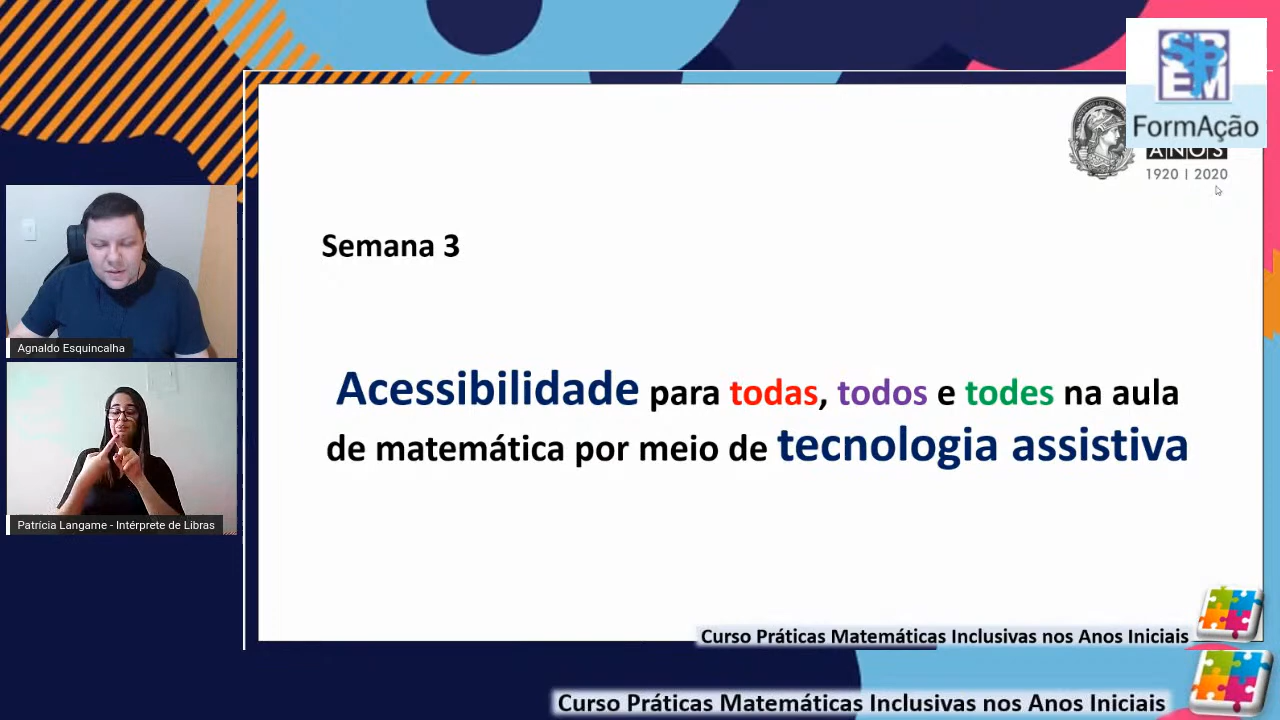 SBEM
FormAção
ANOS
1920 | 2020
Semana 3
Acessibilidade para todas, todos e todes na aula
de matemática por meio de tecnologia assistiva
Agnaldo Esquincalha
Patrícia Langame - Intérprete de Libras
Curso Práticas Matemáticas Inclusivas nos Anos Iniciais
Curso Práticas Matemáticas Inclusivas nos Anos Iniciais